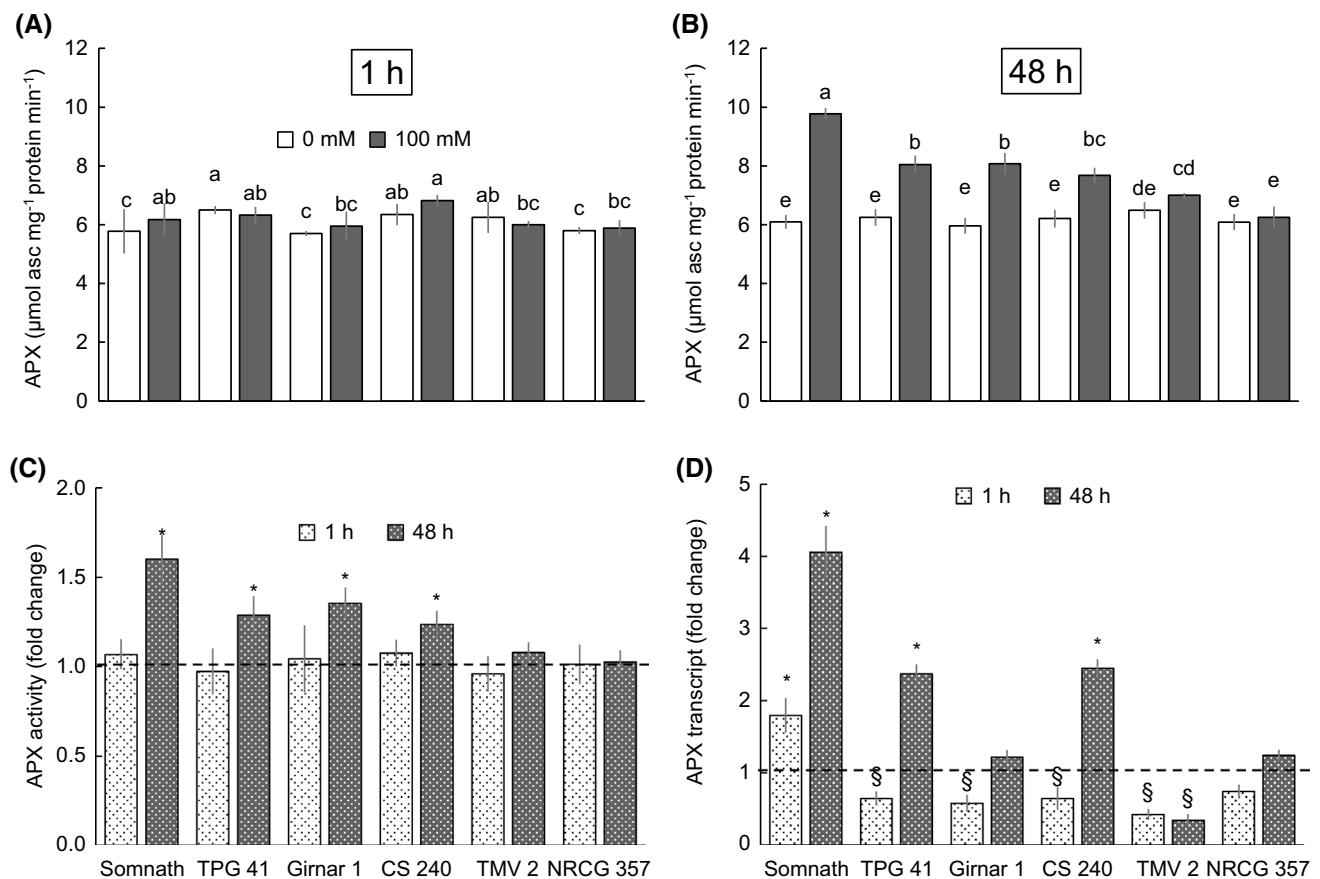 (A)
12
10
8
6
4
2
0
APX (µmol asc mg⁻¹ protein min⁻¹)
1 h
0 mM 100 mM
c ab a ab c bc ab a ab bc c bc
(B)
12
10
8
6
4
2
0
APX (µmol asc mg⁻¹ protein min⁻¹)
48 h
e a e b e b e bc de cd e e
(C)
2.0
1.5
1.0
0.5
0.0
APX activity (fold change)
1 h 48 h
* * * *
Somnath TPG 41 Girnar 1 CS 240 TMV 2 NRCG 357
(D)
5
4
3
2
1
0
APX transcript (fold change)
1 h 48 h
* * § * § § * § §
Somnath TPG 41 Girnar 1 CS 240 TMV 2 NRCG 357